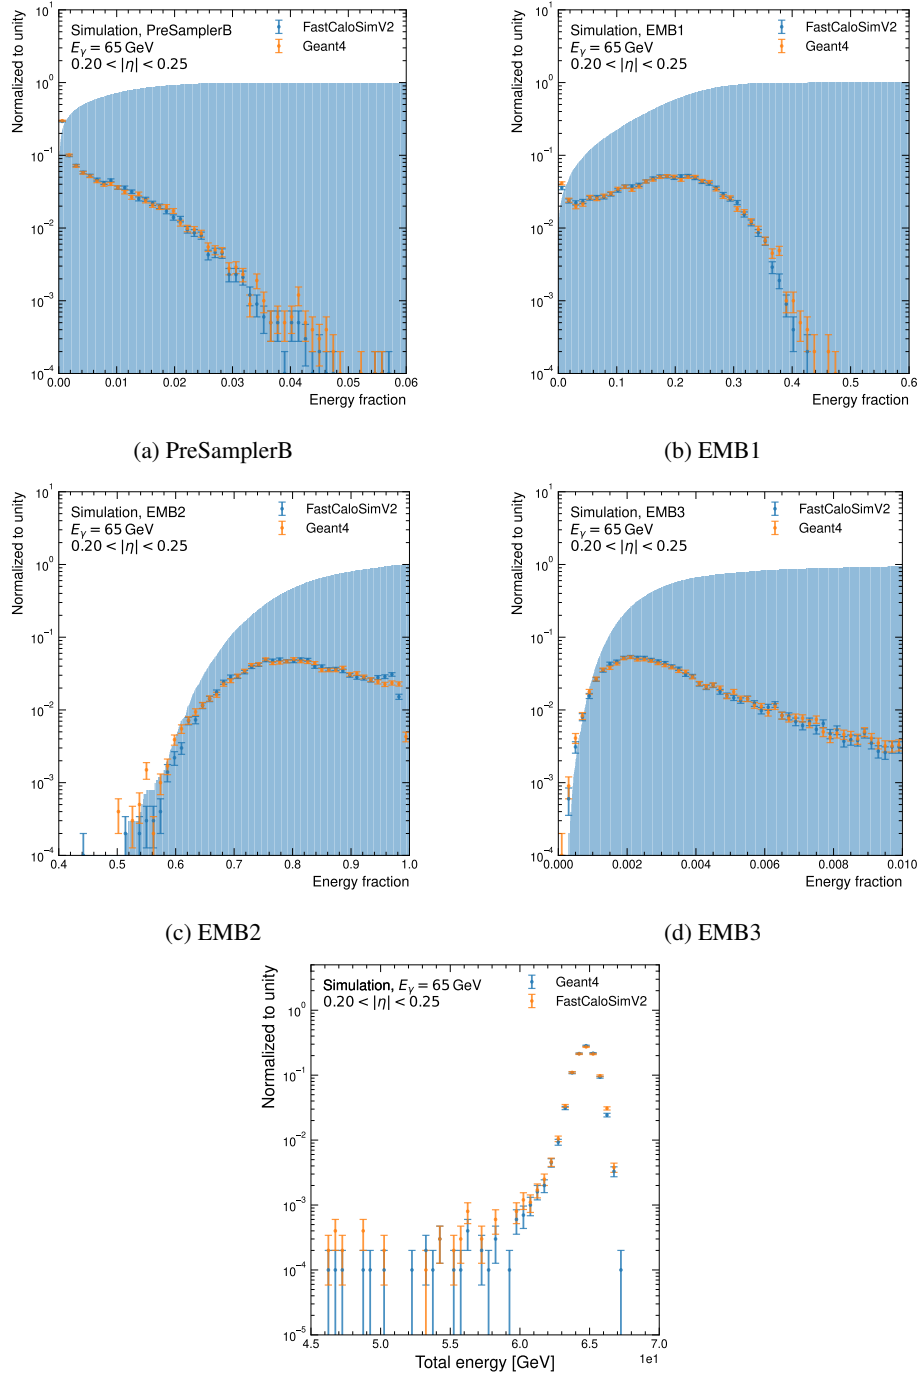 Normalized to unity
Simulation, PreSamplerB
E_γ = 65 GeV
0.20 < |η| < 0.25
FastCaloSimV2
Geant4
10^1
10^0
10^−1
10^−2
10^−3
10^−4
0.00 0.01 0.02 0.03 0.04 0.05 0.06
Energy fraction
Normalized to unity
Simulation, EMB1
E_γ = 65 GeV
0.20 < |η| < 0.25
FastCaloSimV2
Geant4
10^1
10^0
10^−1
10^−2
10^−3
10^−4
0.0 0.1 0.2 0.3 0.4 0.5 0.6
Energy fraction
(a) PreSamplerB
(b) EMB1
Normalized to unity
Simulation, EMB2
E_γ = 65 GeV
0.20 < |η| < 0.25
FastCaloSimV2
Geant4
10^1
10^0
10^−1
10^−2
10^−3
10^−4
0.4 0.5 0.6 0.7 0.8 0.9 1.0
Energy fraction
Normalized to unity
Simulation, EMB3
E_γ = 65 GeV
0.20 < |η| < 0.25
FastCaloSimV2
Geant4
10^1
10^0
10^−1
10^−2
10^−3
10^−4
0.000 0.002 0.004 0.006 0.008 0.010
Energy fraction
(c) EMB2
(d) EMB3
Normalized to unity
Simulation, E_γ = 65 GeV
0.20 < |η| < 0.25
Geant4
FastCaloSimV2
10^0
10^−1
10^−2
10^−3
10^−4
10^−5
4.5 5.0 5.5 6.0 6.5 7.0
Total energy [GeV]
1e1